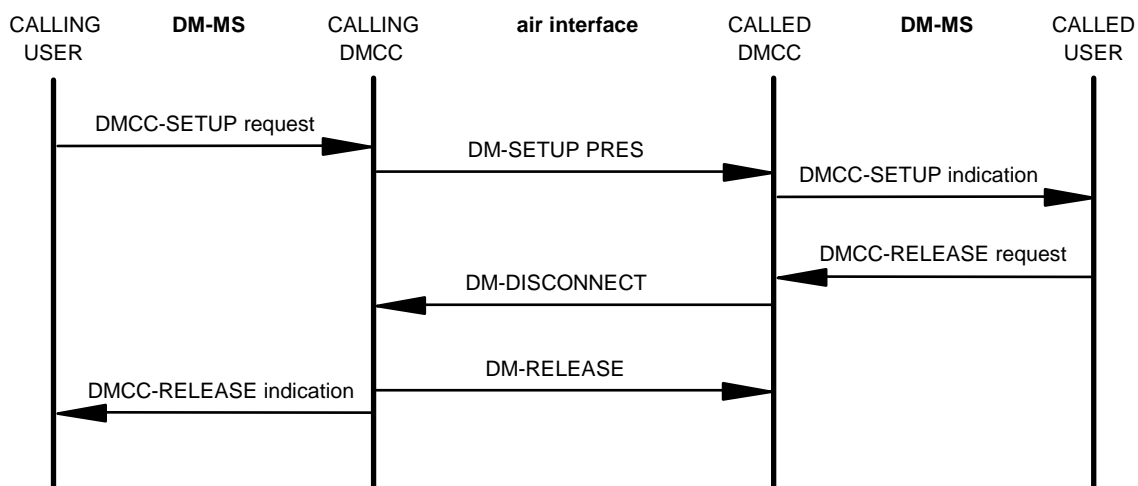 CALLING DM-MS CALLING air interface CALLED DM-MS CALLED
USER DMCC DMCC USER
DMCC-SETUP request
DM-SETUP PRES
DMCC-SETUP indication
DMCC-RELEASE request
DM-DISCONNECT
DM-RELEASE
DMCC-RELEASE indication